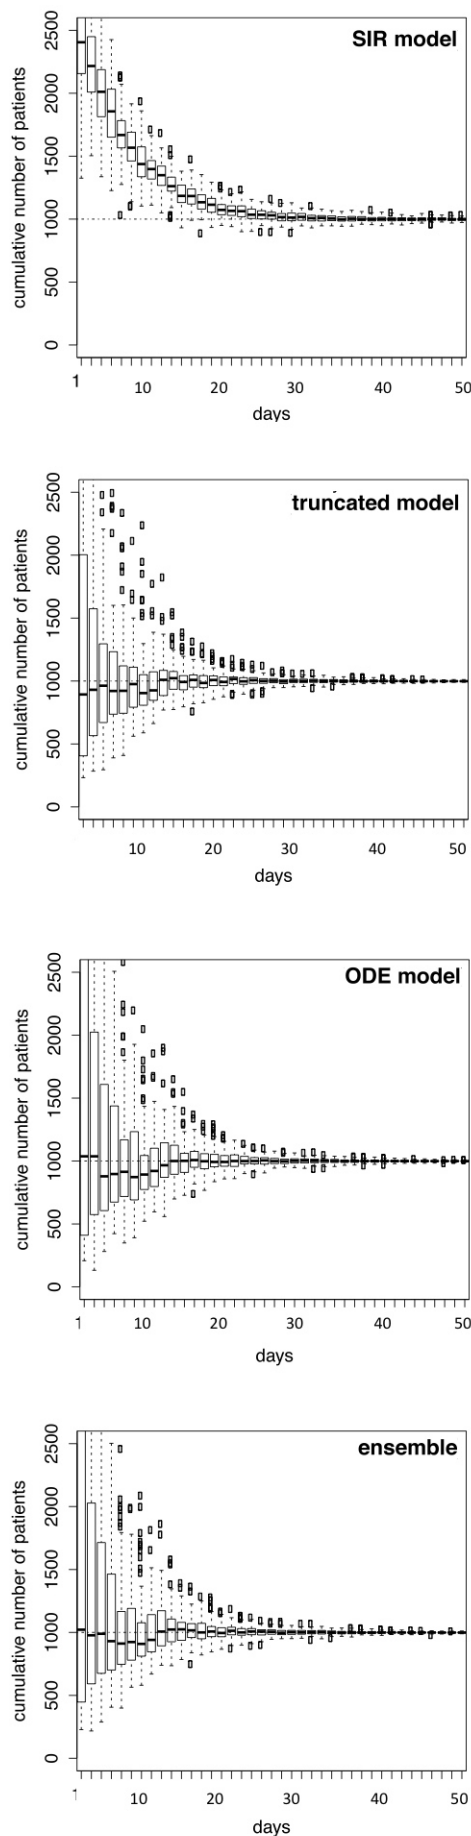 SIR model
cumulative number of patients
2500
2000
1500
1000
500
0
1 10 20 30 40 50
days
truncated model
cumulative number of patients
2500
2000
1500
1000
500
0
10 20 30 40 50
days
ODE model
cumulative number of patients
2500
2000
1500
1000
500
0
1 10 20 30 40 50
days
ensemble
cumulative number of patients
2500
2000
1500
1000
500
0
1 10 20 30 40 50
days